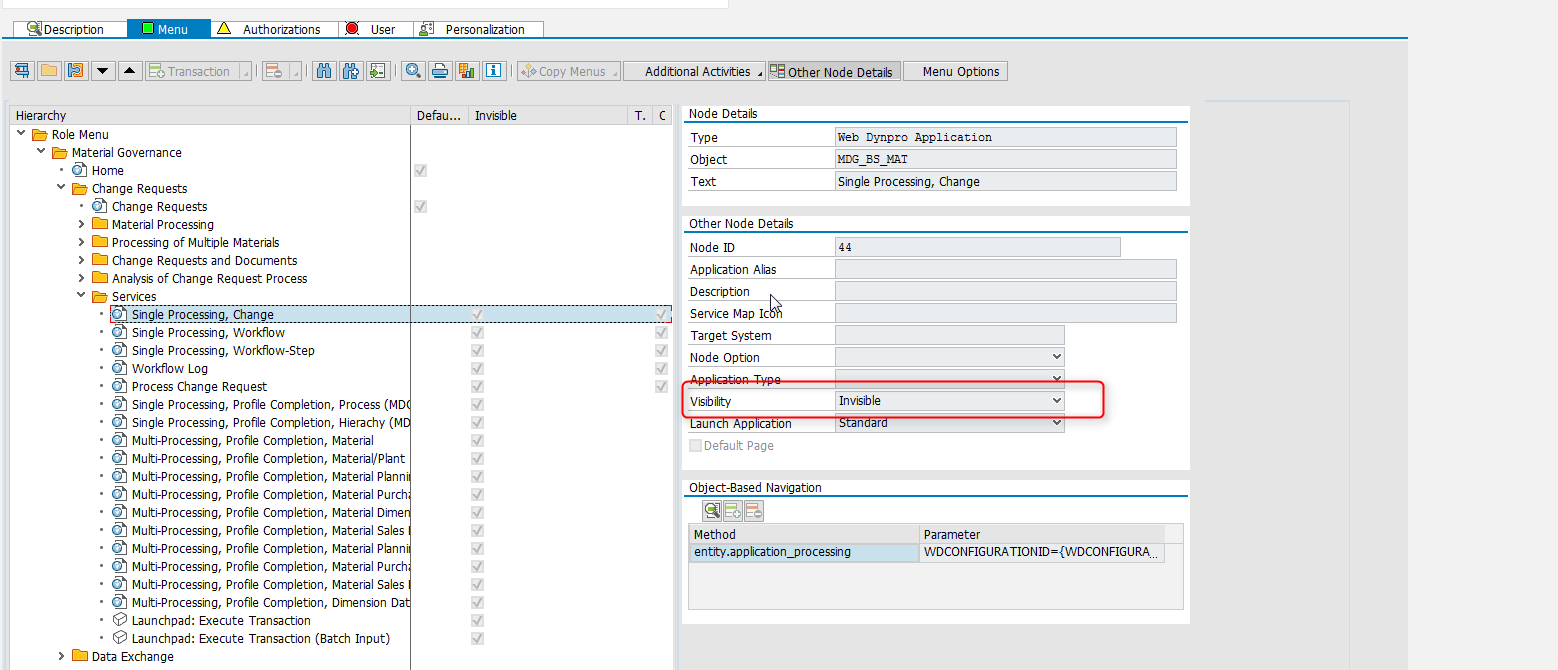 Description Menu Authorizations User Personalization
Transaction Copy Menus Additional Activities Other Node Details Menu Options
Hierarchy Defau... Invisible T. C
Role Menu
Material Governance
Home
Change Requests
Change Requests
Material Processing
Processing of Multiple Materials
Change Requests and Documents
Analysis of Change Request Process
Services
Single Processing, Change
Single Processing, Workflow
Single Processing, Workflow-Step
Workflow Log
Process Change Request
Single Processing, Profile Completion, Process (MDG
Single Processing, Profile Completion, Hierachy (MD
Multi-Processing, Profile Completion, Material
Multi-Processing, Profile Completion, Material/Plant
Multi-Processing, Profile Completion, Material Plannin
Multi-Processing, Profile Completion, Material Purcha
Multi-Processing, Profile Completion, Material Dimen
Multi-Processing, Profile Completion, Material Sales
Multi-Processing, Profile Completion, Material Plannin
Multi-Processing, Profile Completion, Material Purcha
Multi-Processing, Profile Completion, Material Sales
Multi-Processing, Profile Completion, Dimension Dat
Launchpad: Execute Transaction
Launchpad: Execute Transaction (Batch Input)
Data Exchange
Node Details
Type Web Dynpro Application
Object MDG_BS_MAT
Text Single Processing, Change
Other Node Details
Node ID 44
Application Alias
Description
Service Map Icon
Target System
Node Option
Application Type
Visibility Invisible
Launch Application Standard
Default Page
Object-Based Navigation
Method Parameter
entity.application_processing WDCONFIGURATIONID={WDCONFIGURA...